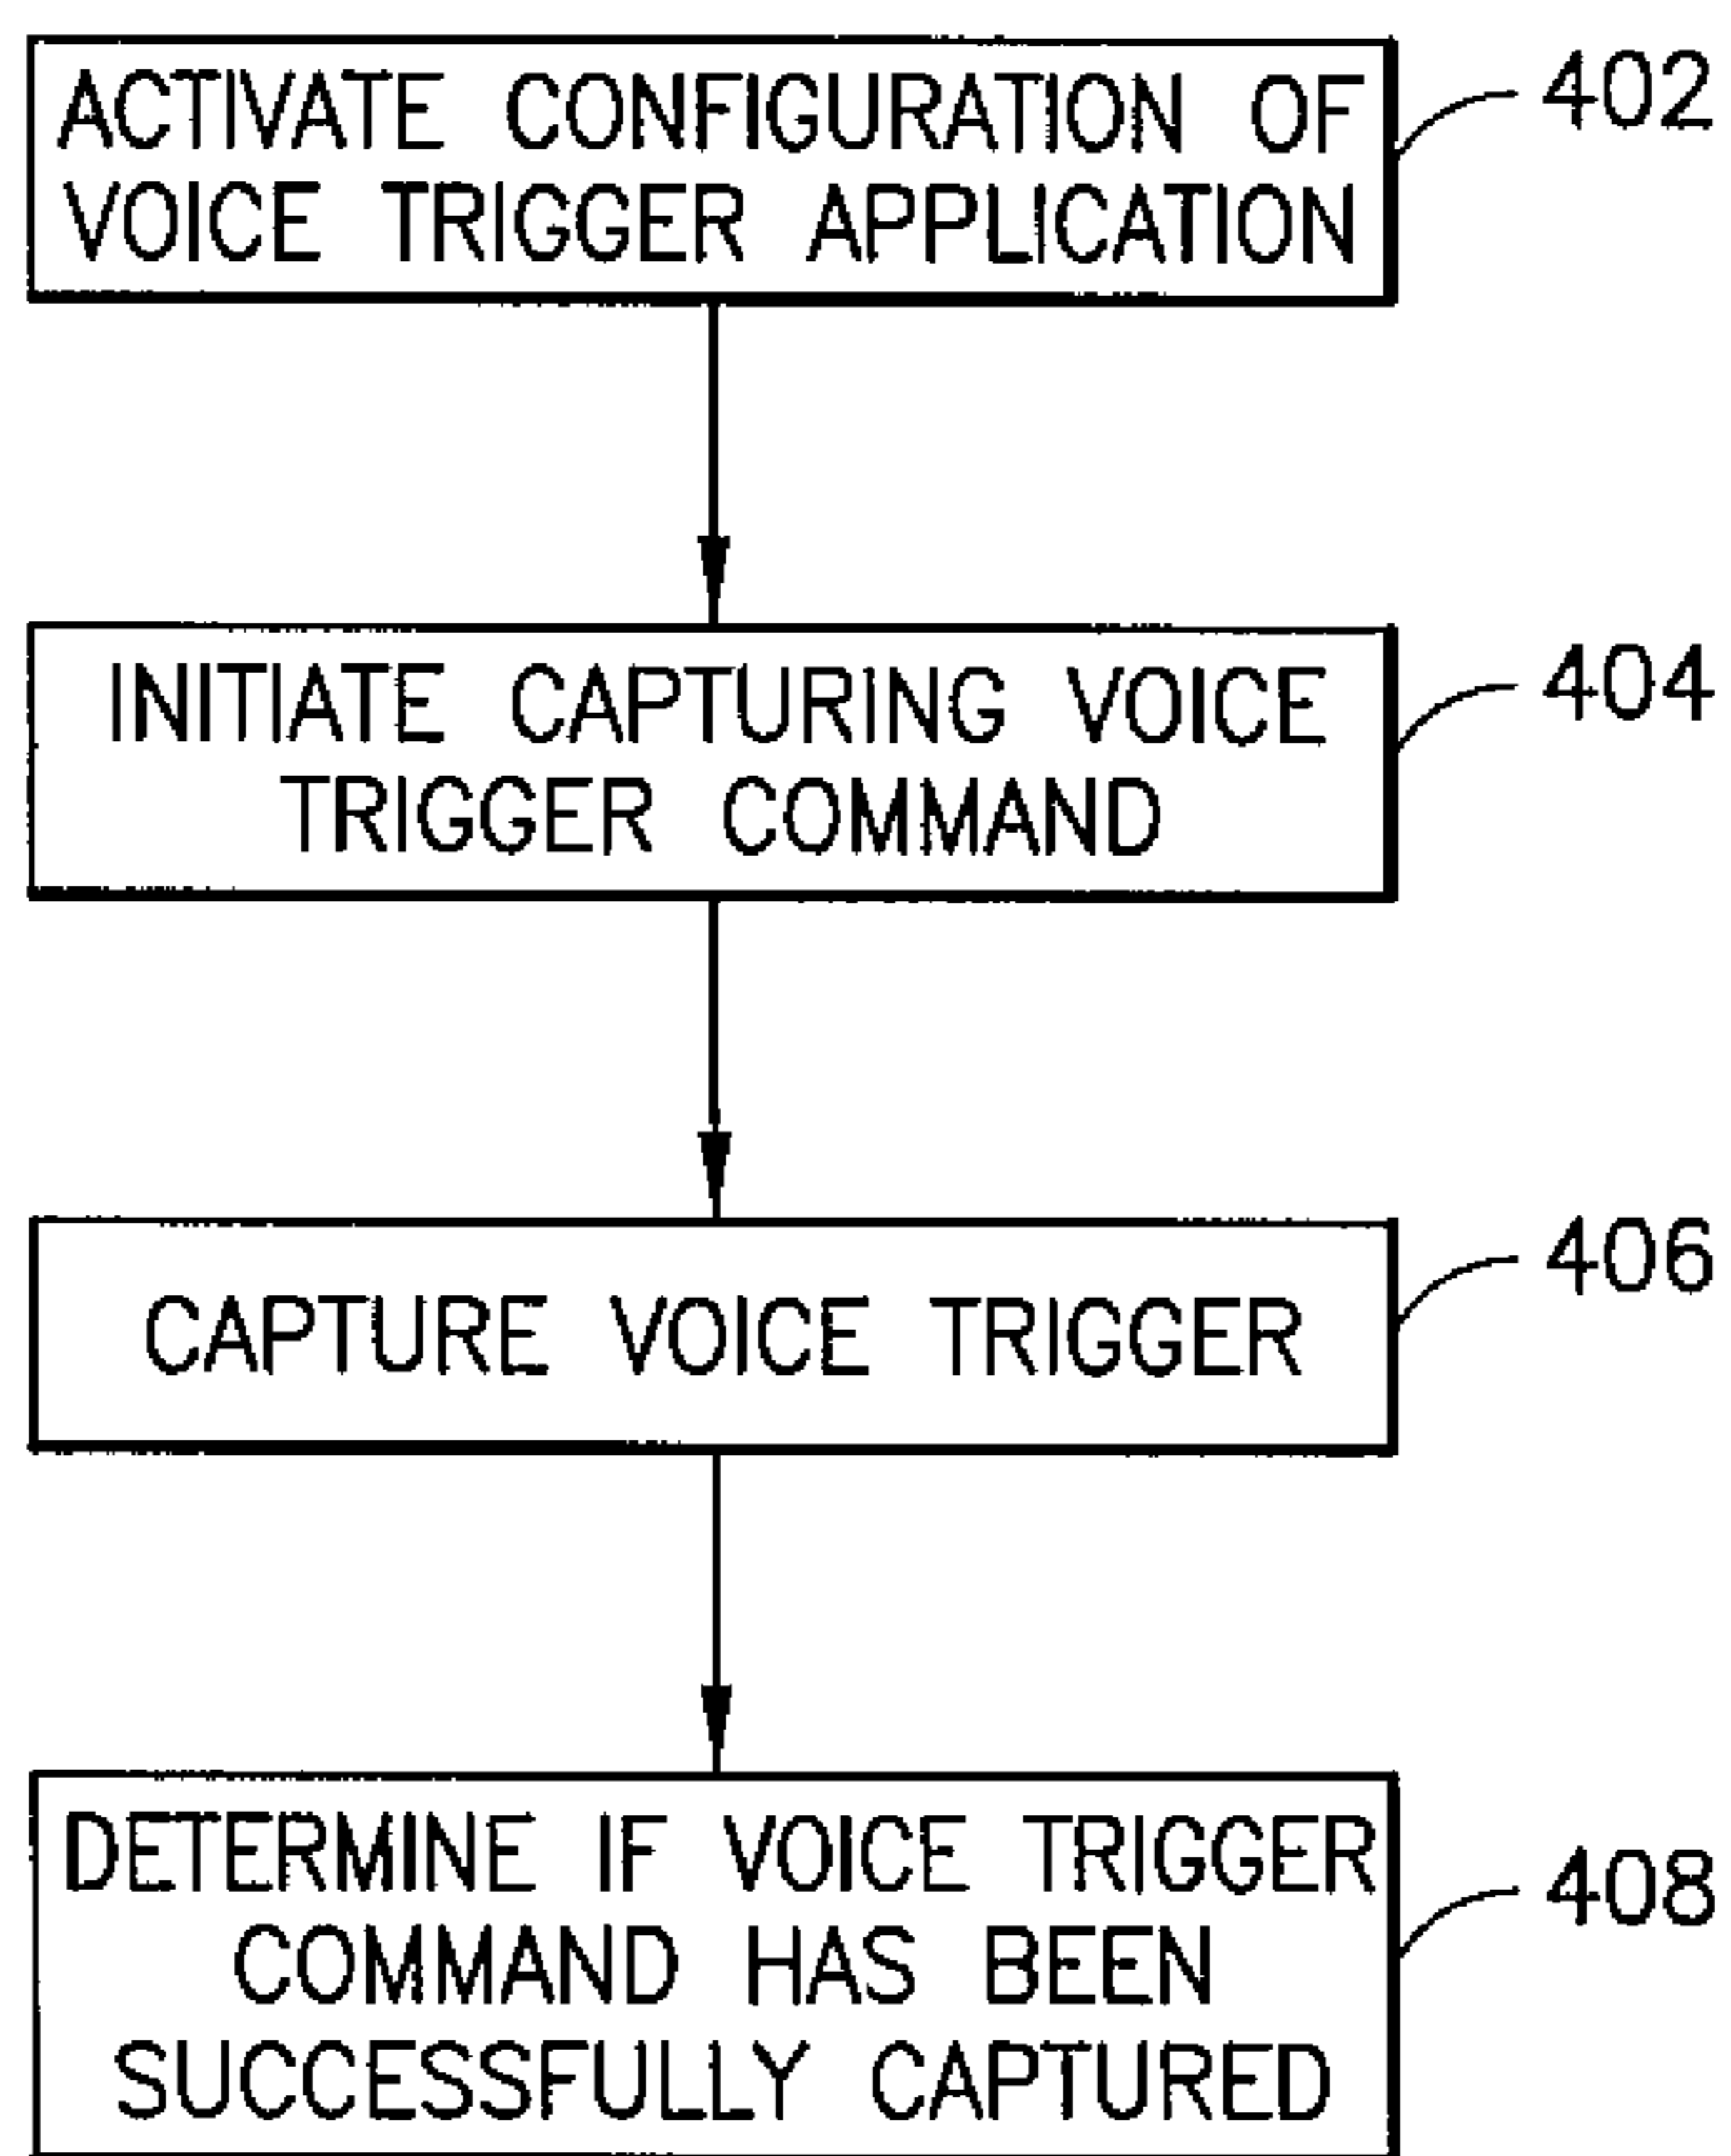 ACTIVATE CONFIGURATION OF
VOICE TRIGGER APPLICATION
402
INITIATE CAPTURING VOICE
TRIGGER COMMAND
404
CAPTURE VOICE TRIGGER
406
DETERMINE IF VOICE TRIGGER
COMMAND HAS BEEN
SUCCESSFULLY CAPTURED
408